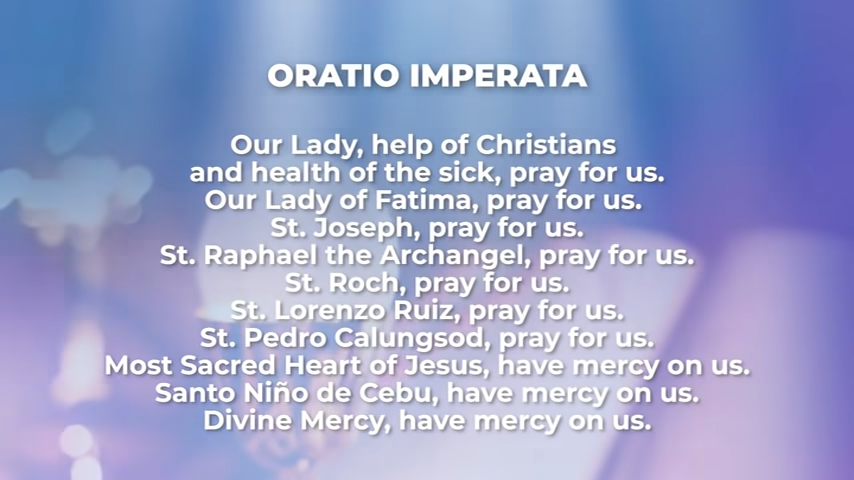 ORATIO IMPERATA
Our Lady, help of Christians
and health of the sick, pray for us.
Our Lady of Fatima, pray for us.
St. Joseph, pray for us.
St. Raphael the Archangel, pray for us.
St. Roch, pray for us.
St. Lorenzo Ruiz, pray for us.
St. Pedro Calungsod, pray for us.
Most Sacred Heart of Jesus, have mercy on us.
Santo Niño de Cebu, have mercy on us.
Divine Mercy, have mercy on us.